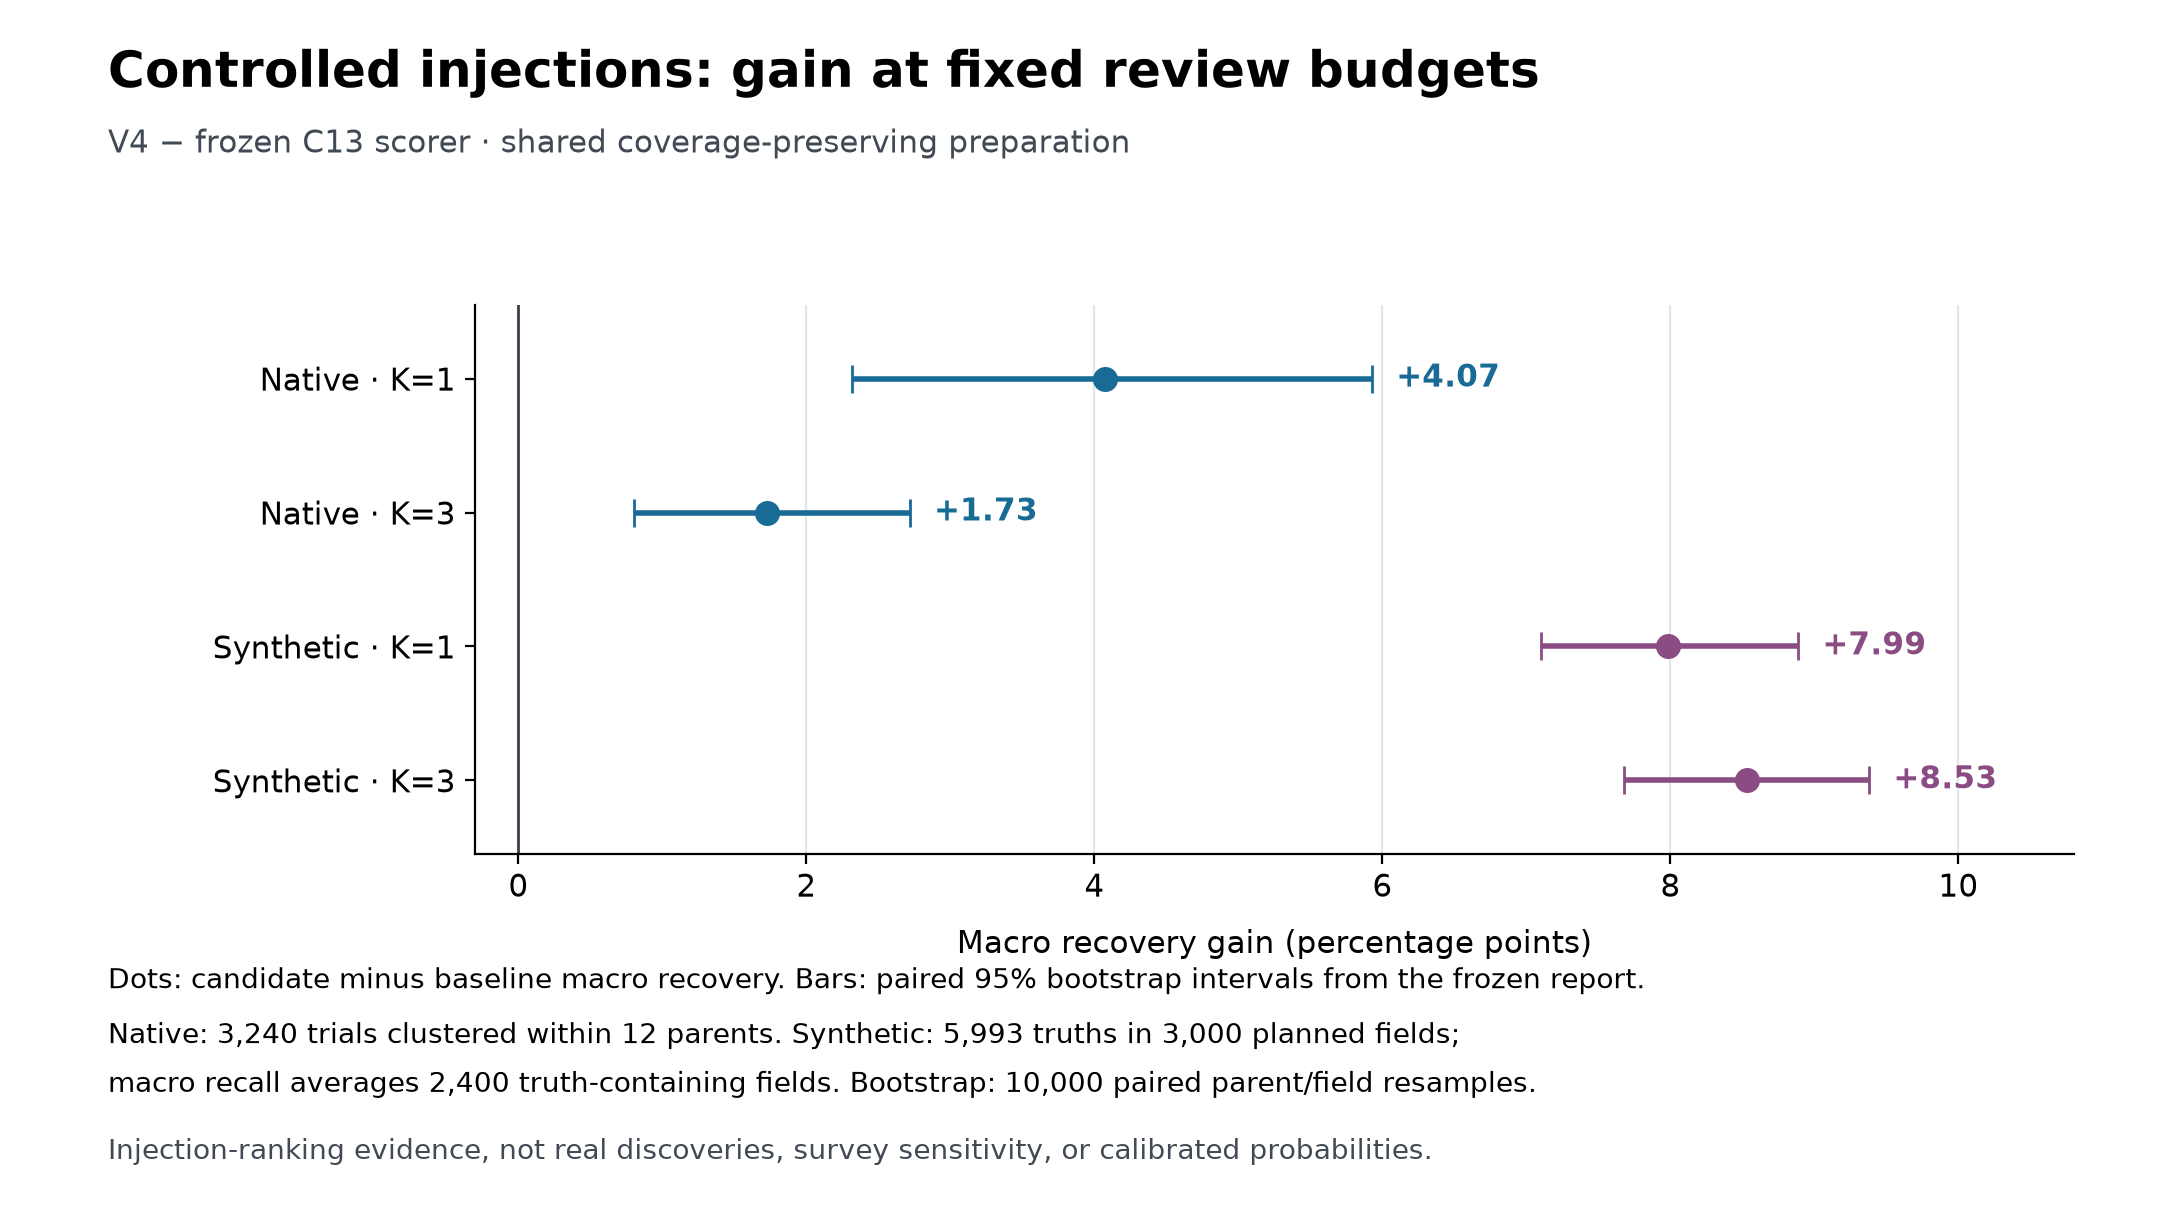 Controlled injections: gain at fixed review budgets
V4 − frozen C13 scorer · shared coverage-preserving preparation
Native · K=1
+4.07
Native · K=3
+1.73
Synthetic · K=1
+7.99
Synthetic · K=3
+8.53
0 2 4 6 8 10
Macro recovery gain (percentage points)
Dots: candidate minus baseline macro recovery. Bars: paired 95% bootstrap intervals from the frozen report.
Native: 3,240 trials clustered within 12 parents. Synthetic: 5,993 truths in 3,000 planned fields;
macro recall averages 2,400 truth-containing fields. Bootstrap: 10,000 paired parent/field resamples.
Injection-ranking evidence, not real discoveries, survey sensitivity, or calibrated probabilities.